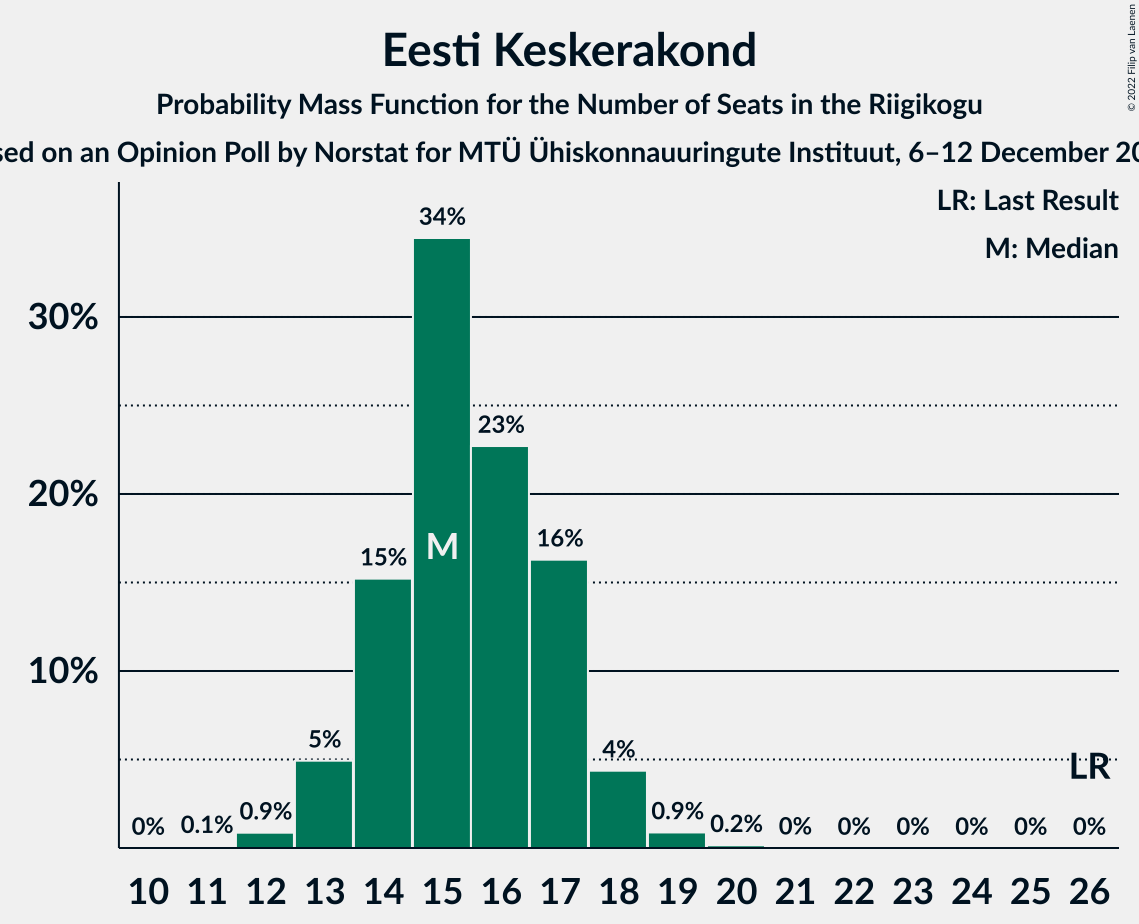 Eesti Keskerakond
Probability Mass Function for the Number of Seats in the Riigikogu
sed on an Opinion Poll by Norstat for MTÜ Ühiskonnauuringute Instituut, 6–12 December 20
© 2022 Filip van Laenen
LR: Last Result
M: Median
30%
20%
10%
0% 0.1% 0.9% 5% 15% 34% 23% 16% 4% 0.9% 0.2% 0% 0% 0% 0% 0% 0%
M
LR
10 11 12 13 14 15 16 17 18 19 20 21 22 23 24 25 26